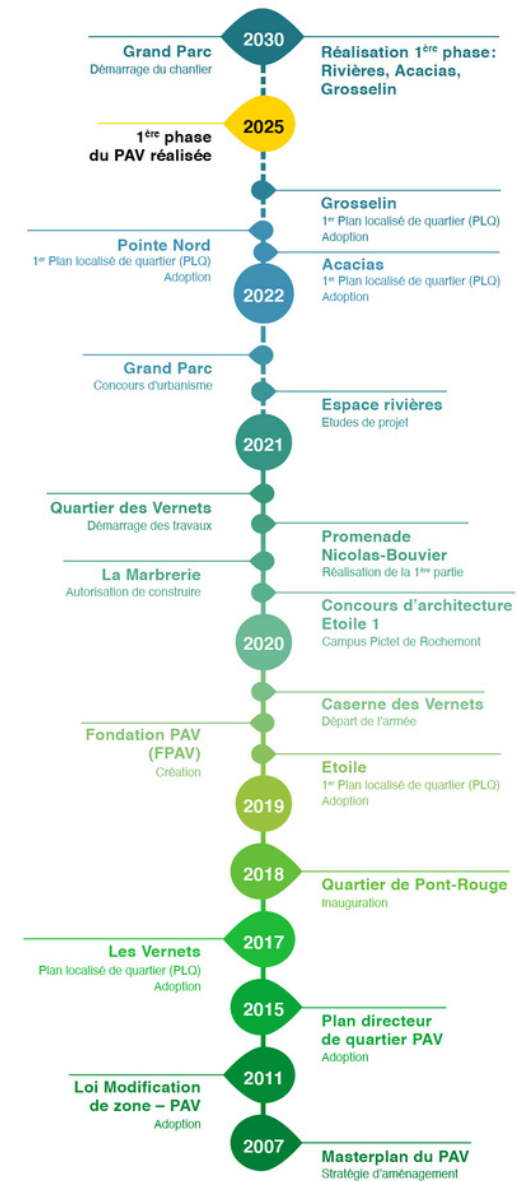 2030
Grand Parc
Démarrage du chantier
Réalisation 1ère phase:
Rivières, Acacias,
Grosselin
2025
1ère phase
du PAV réalisée
Grosselin
1er Plan localisé de quartier (PLQ)
Adoption
Pointe Nord
1er Plan localisé de quartier (PLQ)
Adoption
Acacias
1er Plan localisé de quartier (PLQ)
Adoption
2022
Grand Parc
Concours d'urbanisme
Espace rivières
Etudes de projet
2021
Quartier des Vernets
Démarrage des travaux
Promenade
Nicolas-Bouvier
Réalisation de la 1ère partie
La Marbrerie
Autorisation de construire
Concours d'architecture
Etoile 1
Campus Pictet de Rochemont
2020
Caserne des Vernets
Départ de l'armée
Fondation PAV
(FPAV)
Création
Etoile
1er Plan localisé de quartier (PLQ)
Adoption
2019
2018
Quartier de Pont-Rouge
Inauguration
2017
Les Vernets
Plan localisé de quartier (PLQ)
Adoption
2015
Plan directeur
de quartier PAV
Adoption
2011
Loi Modification
de zone – PAV
Adoption
2007
Masterplan du PAV
Stratégie d'aménagement